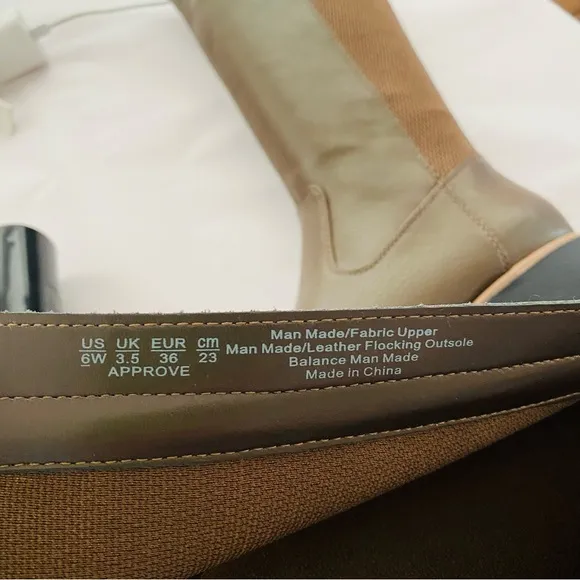 US UK EUR cm
6W 3.5 36 23
APPROVE
Man Made/Fabric Upper
Man Made/Leather Flocking Outsole
Balance Man Made
Made in China